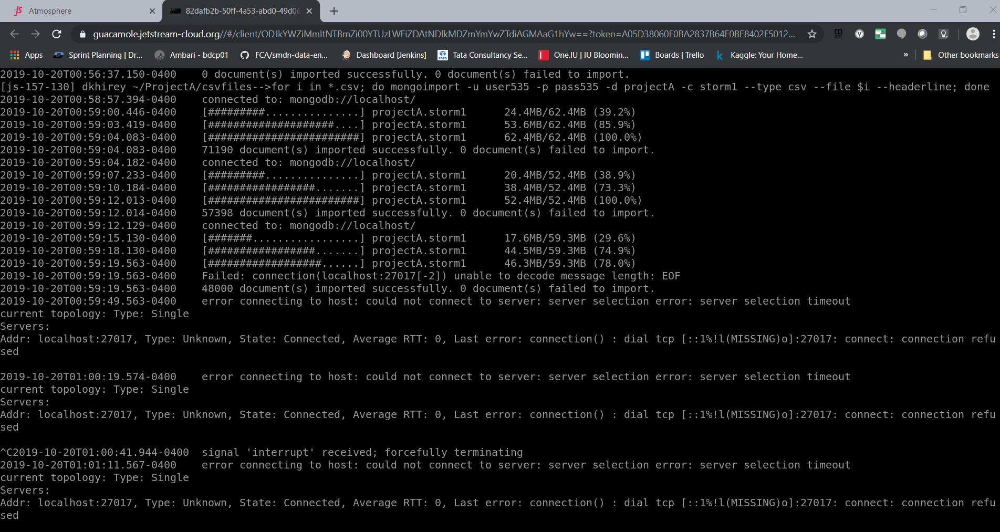 Atmosphere
82dafb2b-50ff-4a53-abd0-49d06
guacamole.jetstream-cloud.org//#/client/ODJkYWZiMmItNTBmZi00YTUzLWFiZDAtNDlkMDZmYmYwZTdiAGMAaG1hYw==?token=A05D38060E0BA2837B64E0BE8402F5012...
Apps
Sprint Planning | Dr...
Ambari - bdcp01
FCA/smdn-data-en...
Dashboard [Jenkins]
Tata Consultancy Se...
One.IU | IU Bloomin...
Boards | Trello
Kaggle: Your Home...
»
Other bookmarks
2019-10-20T00:56:37.150-0400    0 document(s) imported successfully. 0 document(s) failed to import.
[js-157-130] dkhirey ~/ProjectA/csvfiles-->for i in *.csv; do mongoimport -u user535 -p pass535 -d projectA -c storm1 --type csv --file $i --headerline; done
2019-10-20T00:58:57.394-0400    connected to: mongodb://localhost/
2019-10-20T00:59:00.446-0400    [#########...............] projectA.storm1      24.4MB/62.4MB (39.2%)
2019-10-20T00:59:03.419-0400    [####################....] projectA.storm1      53.6MB/62.4MB (85.9%)
2019-10-20T00:59:04.083-0400    [########################] projectA.storm1      62.4MB/62.4MB (100.0%)
2019-10-20T00:59:04.083-0400    71190 document(s) imported successfully. 0 document(s) failed to import.
2019-10-20T00:59:04.182-0400    connected to: mongodb://localhost/
2019-10-20T00:59:07.233-0400    [#########...............] projectA.storm1      20.4MB/52.4MB (38.9%)
2019-10-20T00:59:10.184-0400    [#################.......] projectA.storm1      38.4MB/52.4MB (73.3%)
2019-10-20T00:59:12.013-0400    [########################] projectA.storm1      52.4MB/52.4MB (100.0%)
2019-10-20T00:59:12.014-0400    57398 document(s) imported successfully. 0 document(s) failed to import.
2019-10-20T00:59:12.129-0400    connected to: mongodb://localhost/
2019-10-20T00:59:15.130-0400    [#######.................] projectA.storm1      17.6MB/59.3MB (29.6%)
2019-10-20T00:59:18.130-0400    [#################.......] projectA.storm1      44.5MB/59.3MB (74.9%)
2019-10-20T00:59:19.563-0400    [##################......] projectA.storm1      46.3MB/59.3MB (78.0%)
2019-10-20T00:59:19.563-0400    Failed: connection(localhost:27017[-2]) unable to decode message length: EOF
2019-10-20T00:59:19.563-0400    48000 document(s) imported successfully. 0 document(s) failed to import.
2019-10-20T00:59:49.563-0400    error connecting to host: could not connect to server: server selection error: server selection timeout
current topology: Type: Single
Servers:
Addr: localhost:27017, Type: Unknown, State: Connected, Average RTT: 0, Last error: connection() : dial tcp [::1%!l(MISSING)o]:27017: connect: connection refu
sed
2019-10-20T01:00:19.574-0400    error connecting to host: could not connect to server: server selection error: server selection timeout
current topology: Type: Single
Servers:
Addr: localhost:27017, Type: Unknown, State: Connected, Average RTT: 0, Last error: connection() : dial tcp [::1%!l(MISSING)o]:27017: connect: connection refu
sed
^C2019-10-20T01:00:41.944-0400  signal 'interrupt' received; forcefully terminating
2019-10-20T01:01:11.567-0400    error connecting to host: could not connect to server: server selection error: server selection timeout
current topology: Type: Single
Servers:
Addr: localhost:27017, Type: Unknown, State: Connected, Average RTT: 0, Last error: connection() : dial tcp [::1%!l(MISSING)o]:27017: connect: connection refu
sed